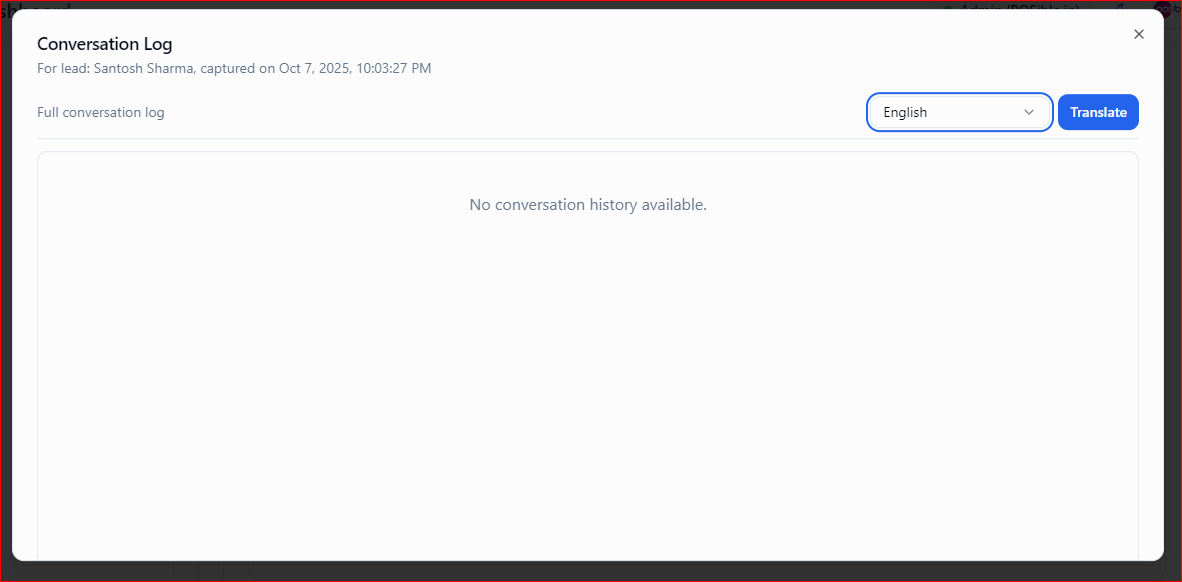 Conversation Log
For lead: Santosh Sharma, captured on Oct 7, 2025, 10:03:27 PM
Full conversation log
English
Translate
No conversation history available.